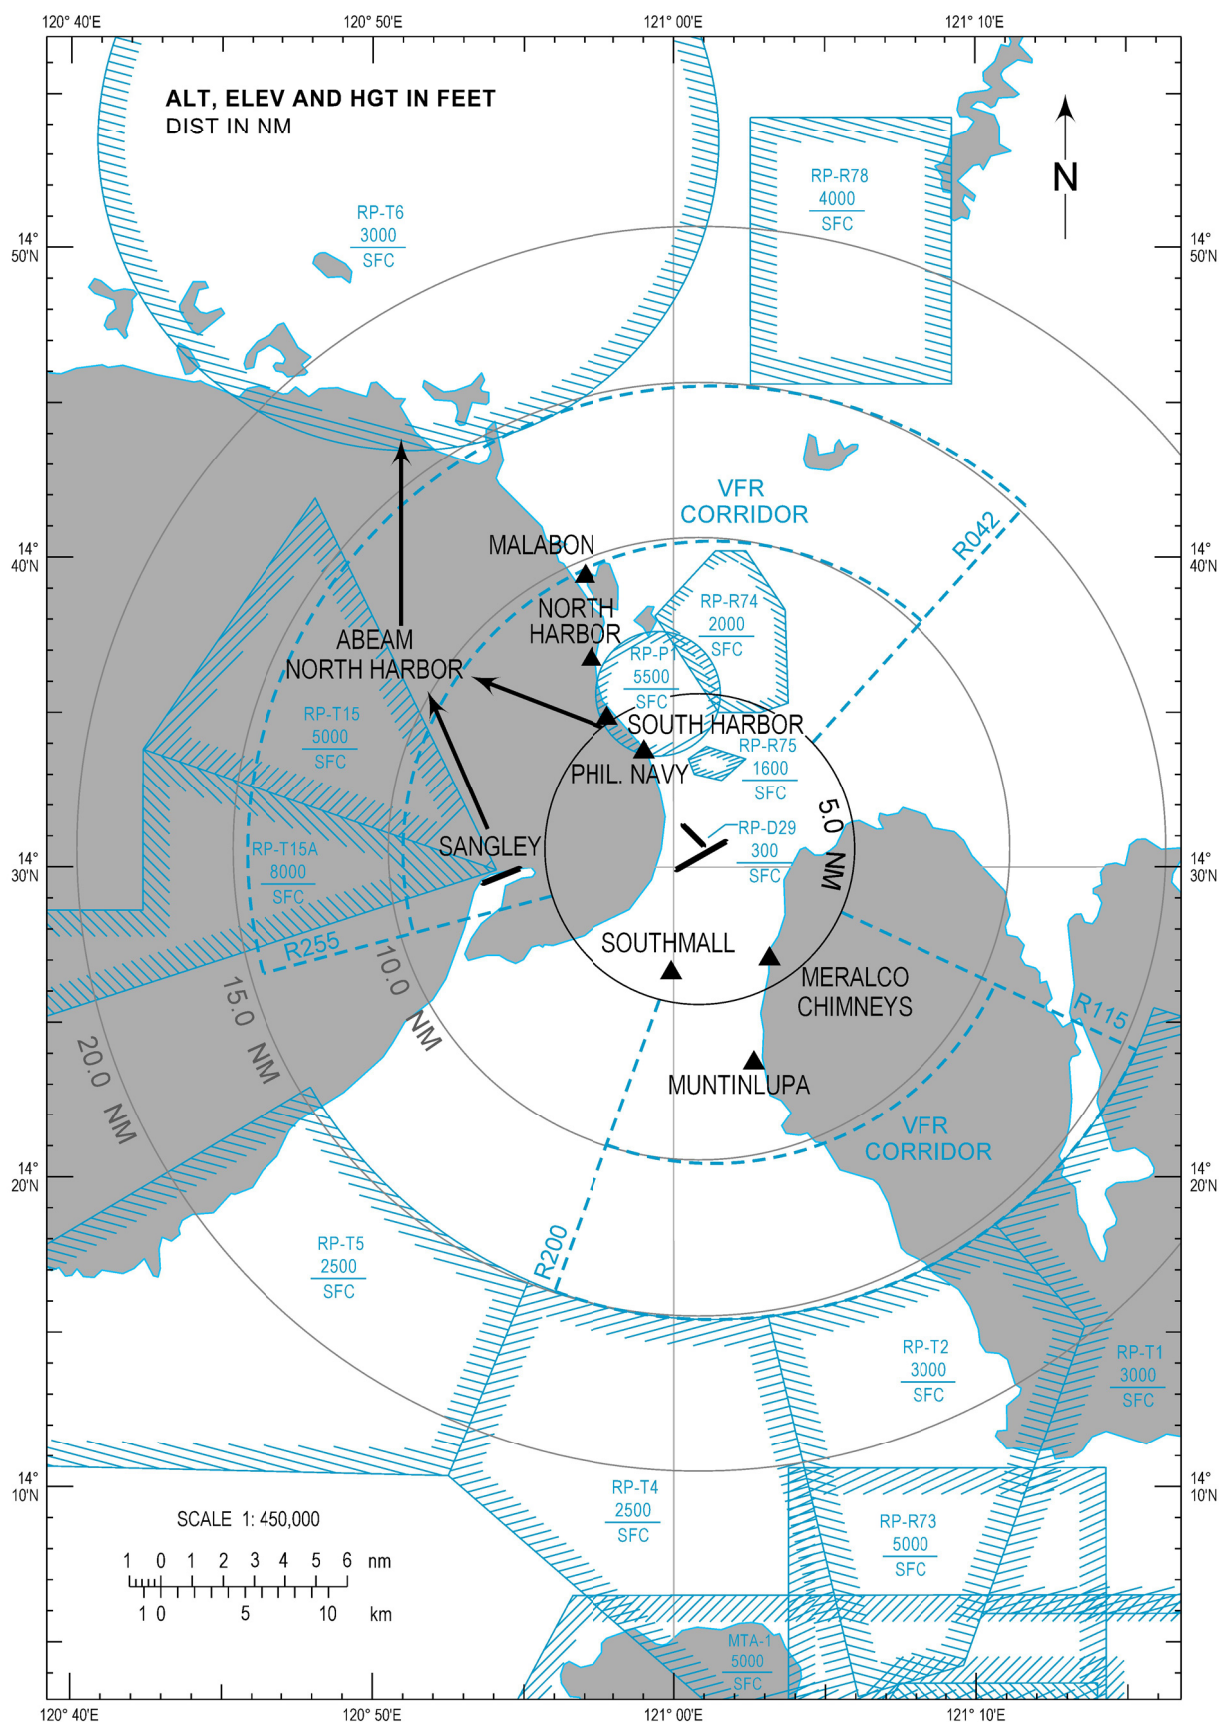 120° 40'E
120° 50'E
121° 00'E
121° 10'E
ALT, ELEV AND HGT IN FEET
DIST IN NM
N
RP-R78
4000
SFC
RP-T6
3000
SFC
14°
50'N
14°
50'N
VFR
CORRIDOR
R042
MALABON
14°
40'N
14°
40'N
NORTH
HARBOR
RP-R74
2000
SFC
ABEAM
NORTH HARBOR
RP-P1
5500
SFC
RP-T15
5000
SFC
SOUTH HARBOR
RP-R75
1600
SFC
PHIL. NAVY
5.0 NM
RP-D29
300
SFC
SANGLEY
RP-T15A
8000
SFC
14°
30'N
14°
30'N
R255
SOUTHMALL
MERALCO
CHIMNEYS
10.0 NM
15.0 NM
20.0 NM
R115
MUNTINLUPA
VFR
CORRIDOR
14°
20'N
14°
20'N
R200
RP-T5
2500
SFC
RP-T2
3000
SFC
RP-T1
3000
SFC
14°
10'N
14°
10'N
RP-T4
2500
SFC
RP-R73
5000
SFC
SCALE 1: 450,000
1 0 1 2 3 4 5 6 nm
1 0 5 10 km
MTA-1
5000
SFC
120° 40'E
120° 50'E
121° 00'E
121° 10'E